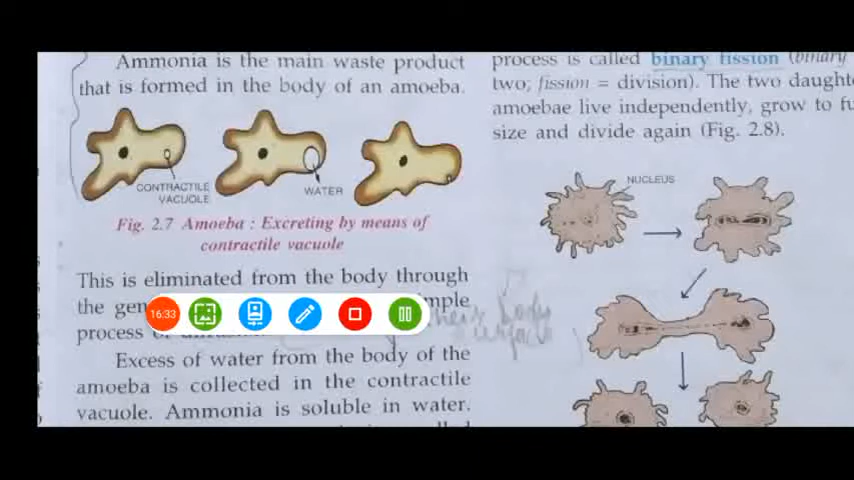 Ammonia is the main waste product
that is formed in the body of an amoeba.
CONTRACTILE
VACUOLE
WATER
Fig. 2.7 Amoeba : Excreting by means of
contractile vacuole
This is eliminated from the body through
the gen
16:33
mple
process
Excess of water from the body of the
amoeba is collected in the contractile
vacuole. Ammonia is soluble in water.
process is called binary fission (binary
two; fission = division). The two daught
amoebae live independently, grow to fu
size and divide again (Fig. 2.8).
NUCLEUS
body
surface